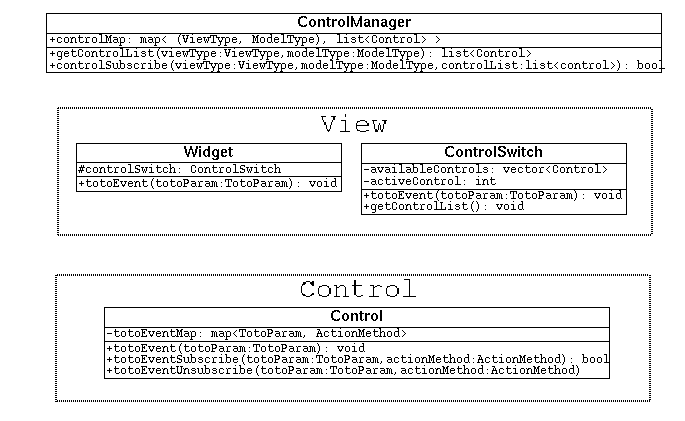 ControlManager
+controlMap: map< (ViewType, ModelType), list<Control> >
+getControlList(viewType:ViewType,modelType:ModelType): list<Control>
+controlSubscribe(viewType:ViewType,modelType:ModelType,controlList:list<control>): bool
View
Widget
#controlSwitch: ControlSwitch
+totoEvent(totoParam:TotoParam): void
ControlSwitch
-availableControls: vector<Control>
-activeControl: int
+totoEvent(totoParam:TotoParam): void
+getControlList(): void
Control
Control
-totoEventMap: map<TotoParam, ActionMethod>
+totoEvent(totoParam:TotoParam): void
+totoEventSubscribe(totoParam:TotoParam,actionMethod:ActionMethod): bool
+totoEventUnsubscribe(totoParam:TotoParam,actionMethod:ActionMethod)